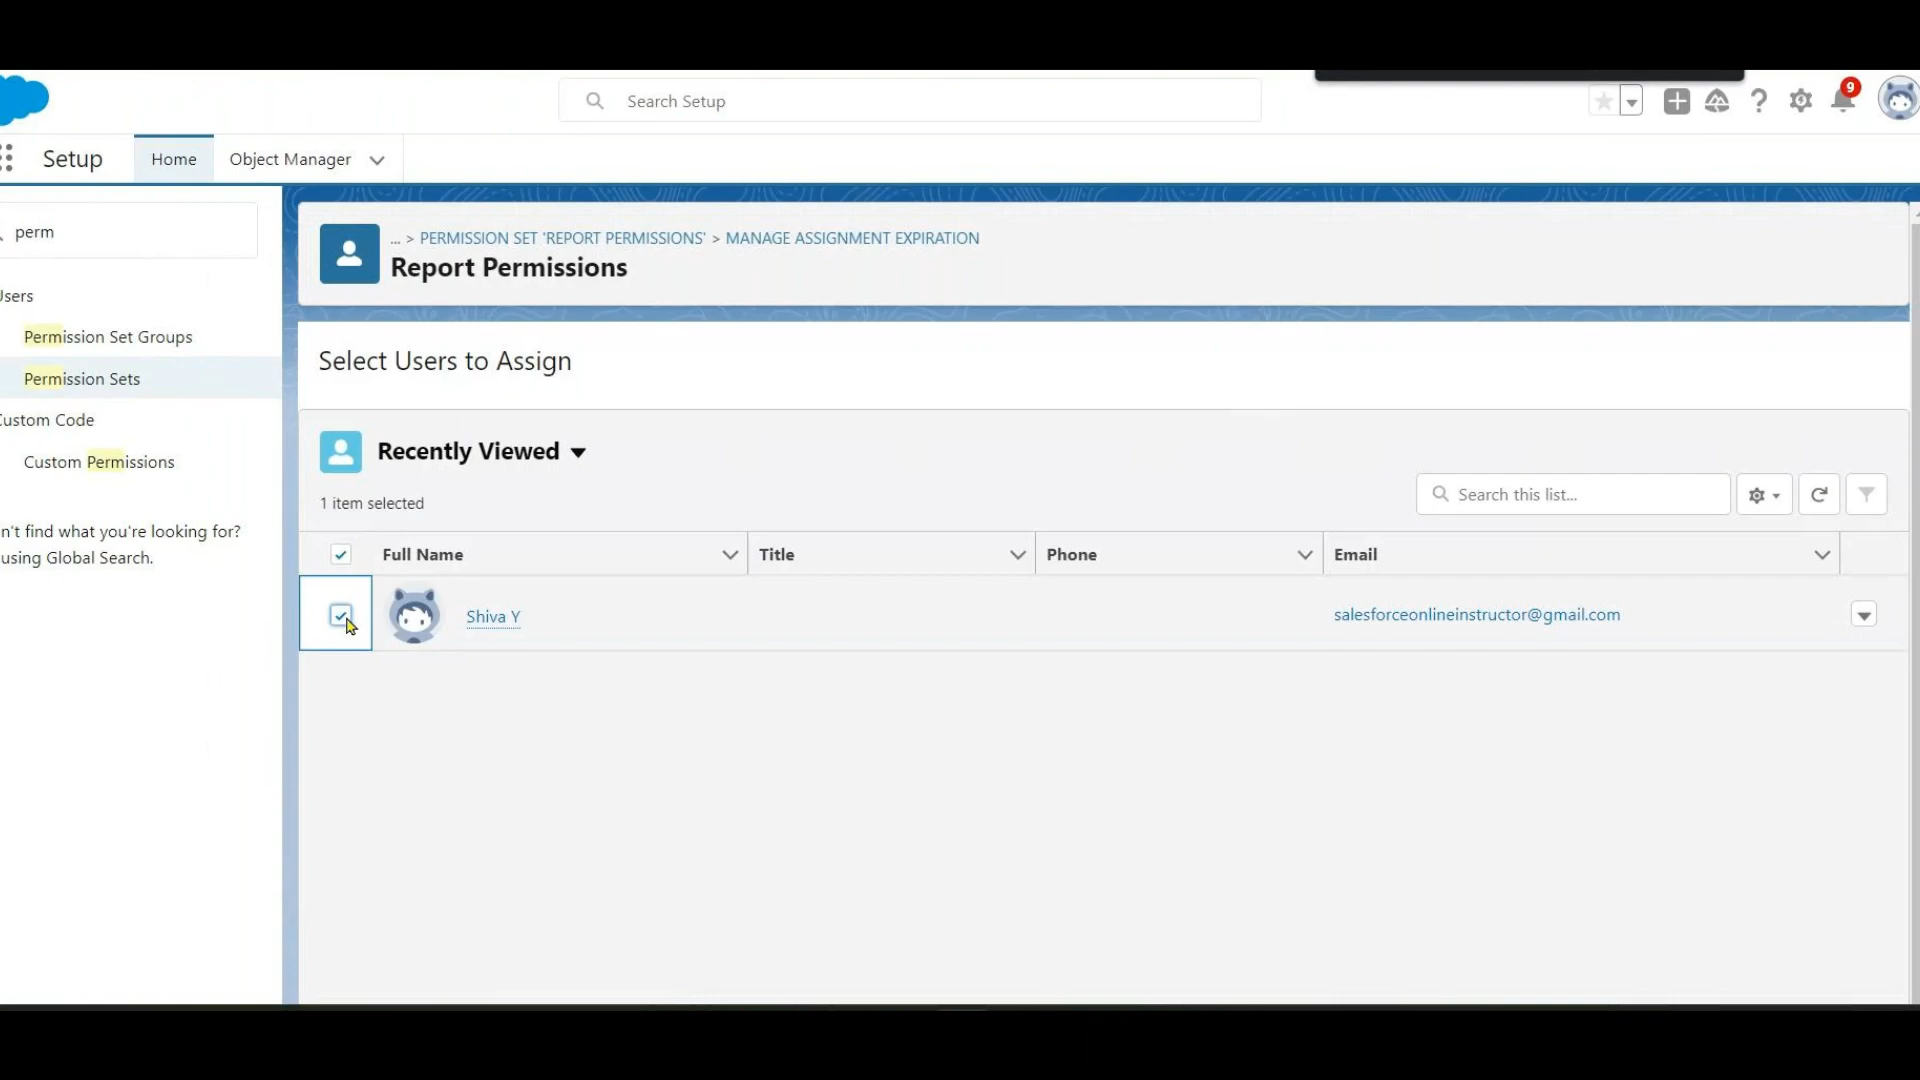 Search Setup
9
Setup
Home
Object Manager
perm
Users
Permission Set Groups
Permission Sets
Custom Code
Custom Permissions
n't find what you're looking for?
using Global Search.
... > PERMISSION SET 'REPORT PERMISSIONS' > MANAGE ASSIGNMENT EXPIRATION
Report Permissions
Select Users to Assign
Recently Viewed
1 item selected
Search this list...
Full Name
Title
Phone
Email
Shiva Y
salesforceonlineinstructor@gmail.com